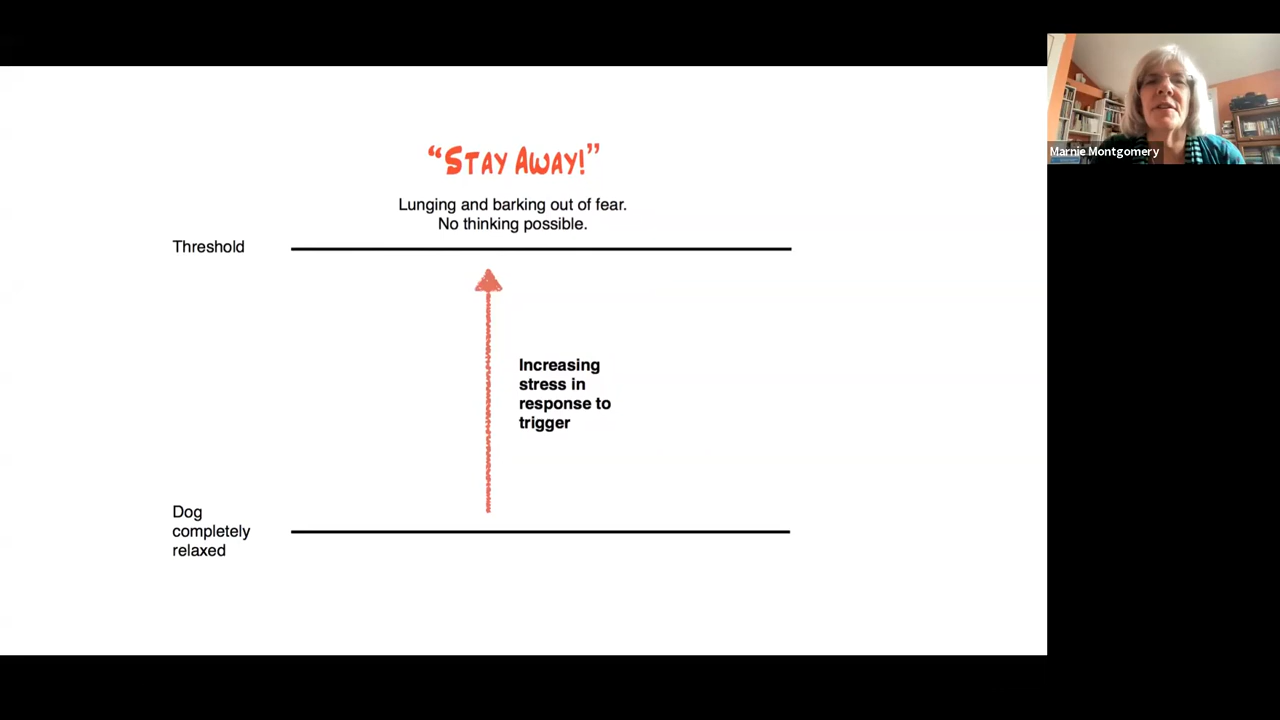 “STAY AWAY!”
Lunging and barking out of fear.
No thinking possible.
Threshold
Increasing
stress in
response to
trigger
Dog
completely
relaxed
Marnie Montgomery